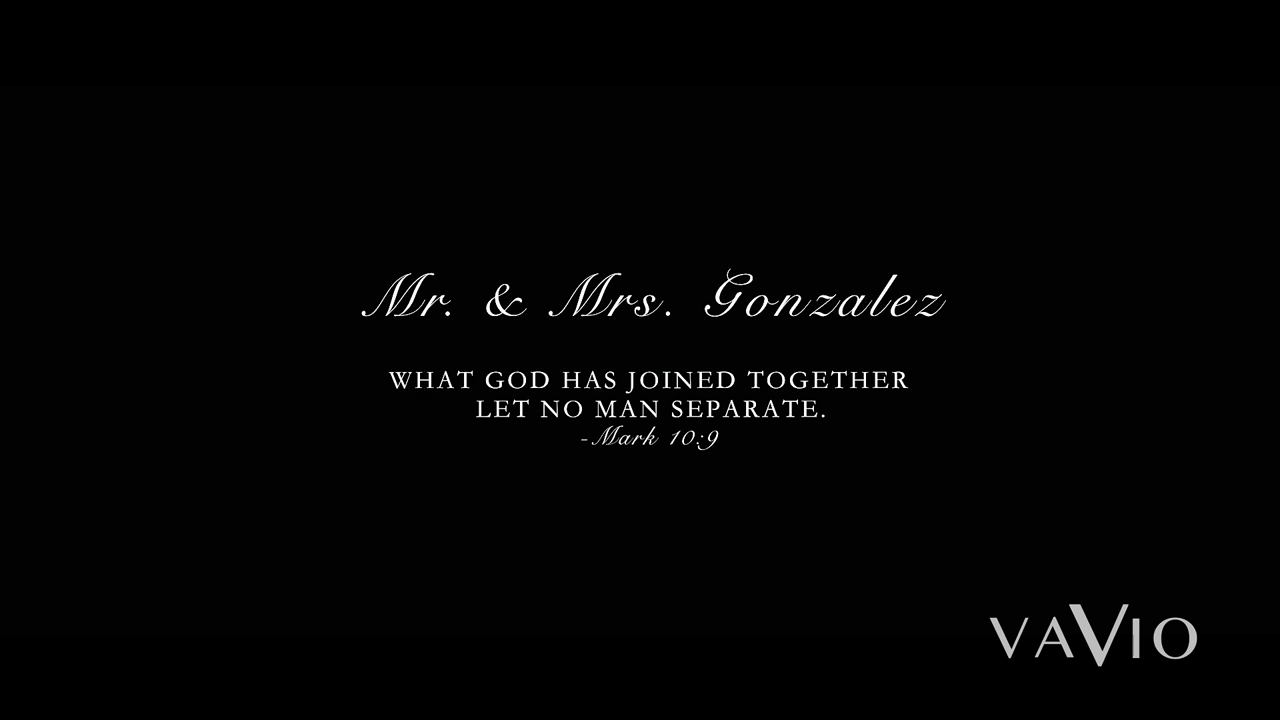 Mr. & Mrs. Gonzalez
WHAT GOD HAS JOINED TOGETHER
LET NO MAN SEPARATE.
-Mark 10:9
VAVIO